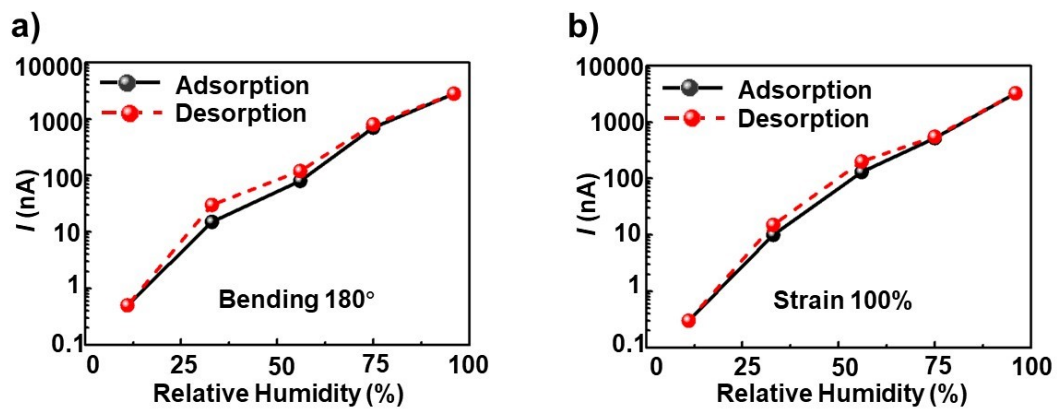 a)
10000
1000
100
10
1
0.1
I (nA)
Adsorption
Desorption
Bending 180°
0 25 50 75 100
Relative Humidity (%)
b)
10000
1000
100
10
1
0.1
I (nA)
Adsorption
Desorption
Strain 100%
0 25 50 75 100
Relative Humidity (%)